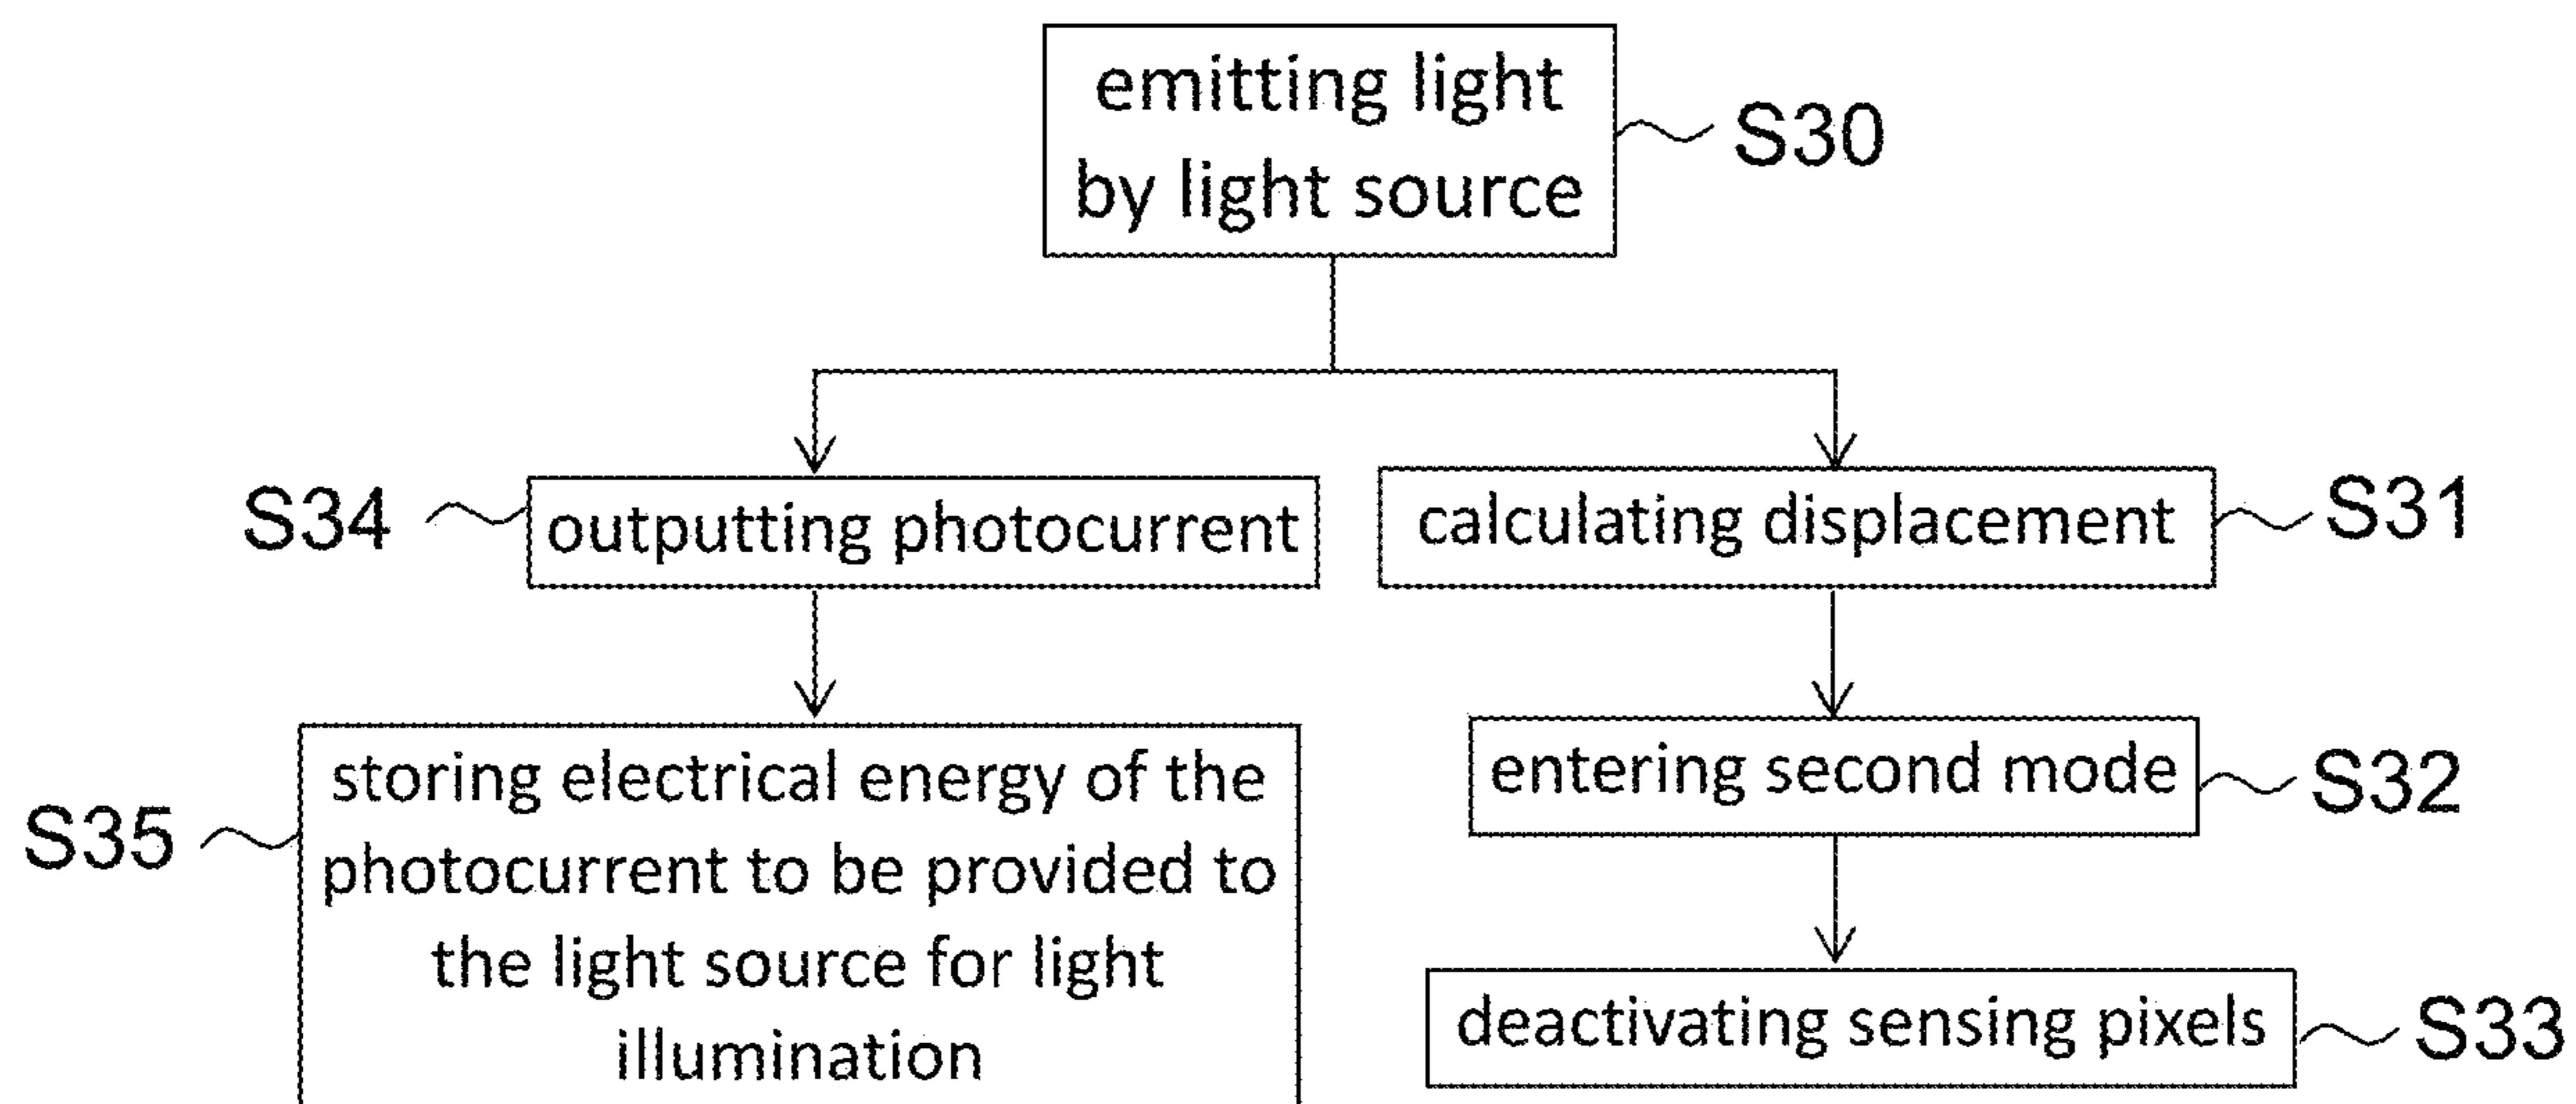 emitting light
by light source
S30
S34
outputting photocurrent
calculating displacement
S31
S35
storing electrical energy of the
photocurrent to be provided to
the light source for light
illumination
entering second mode
S32
deactivating sensing pixels
S33